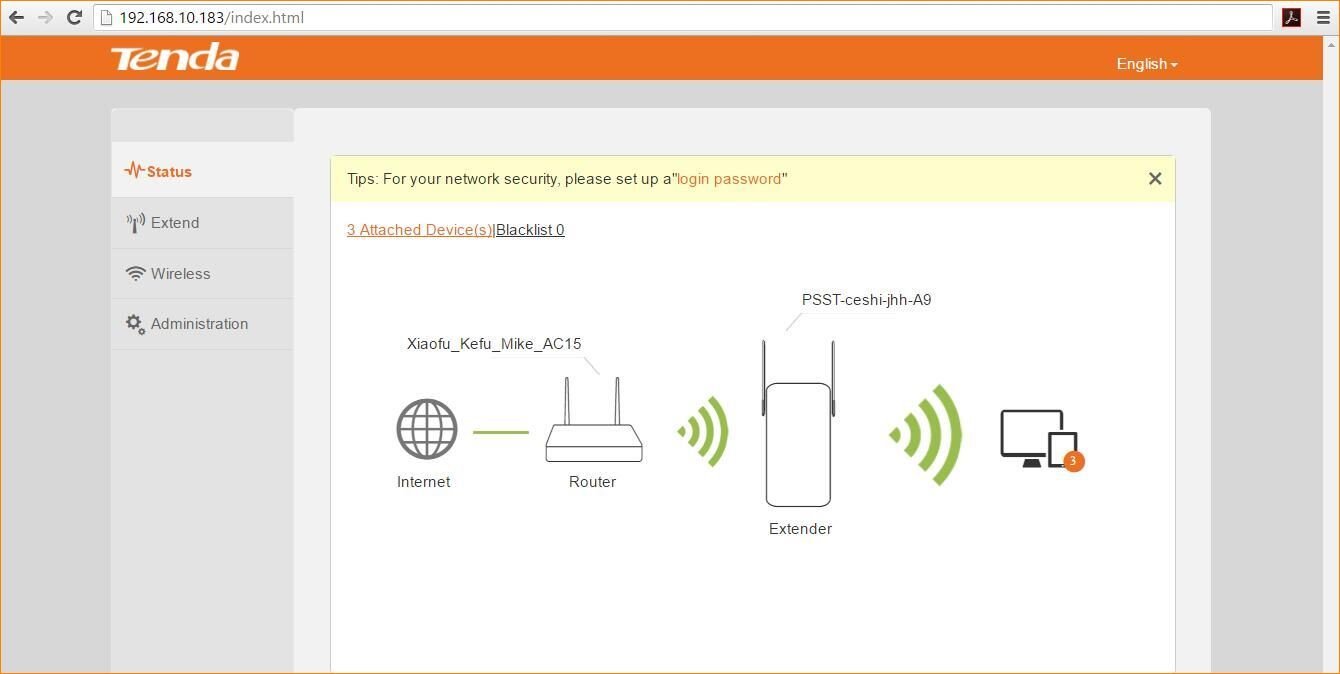 192.168.10.183/index.html
Tenda
English
Status
Extend
Wireless
Administration
Tips: For your network security, please set up a"login password"
3 Attached Device(s)|Blacklist 0
PSST-ceshi-jhh-A9
Xiaofu_Kefu_Mike_AC15
3
Internet
Router
Extender